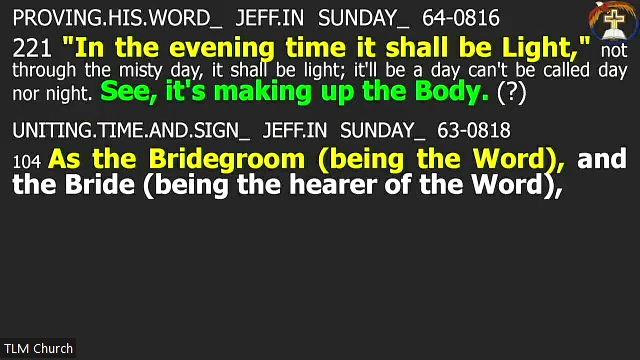 PROVING.HIS.WORD_ JEFF.IN SUNDAY_ 64-0816
221 "In the evening time it shall be Light," not
through the misty day, it shall be light; it'll be a day can't be called day
nor night. See, it's making up the Body. (?)
UNITING.TIME.AND.SIGN_ JEFF.IN SUNDAY_ 63-0818
104 As the Bridegroom (being the Word), and
the Bride (being the hearer of the Word),
TLM Church